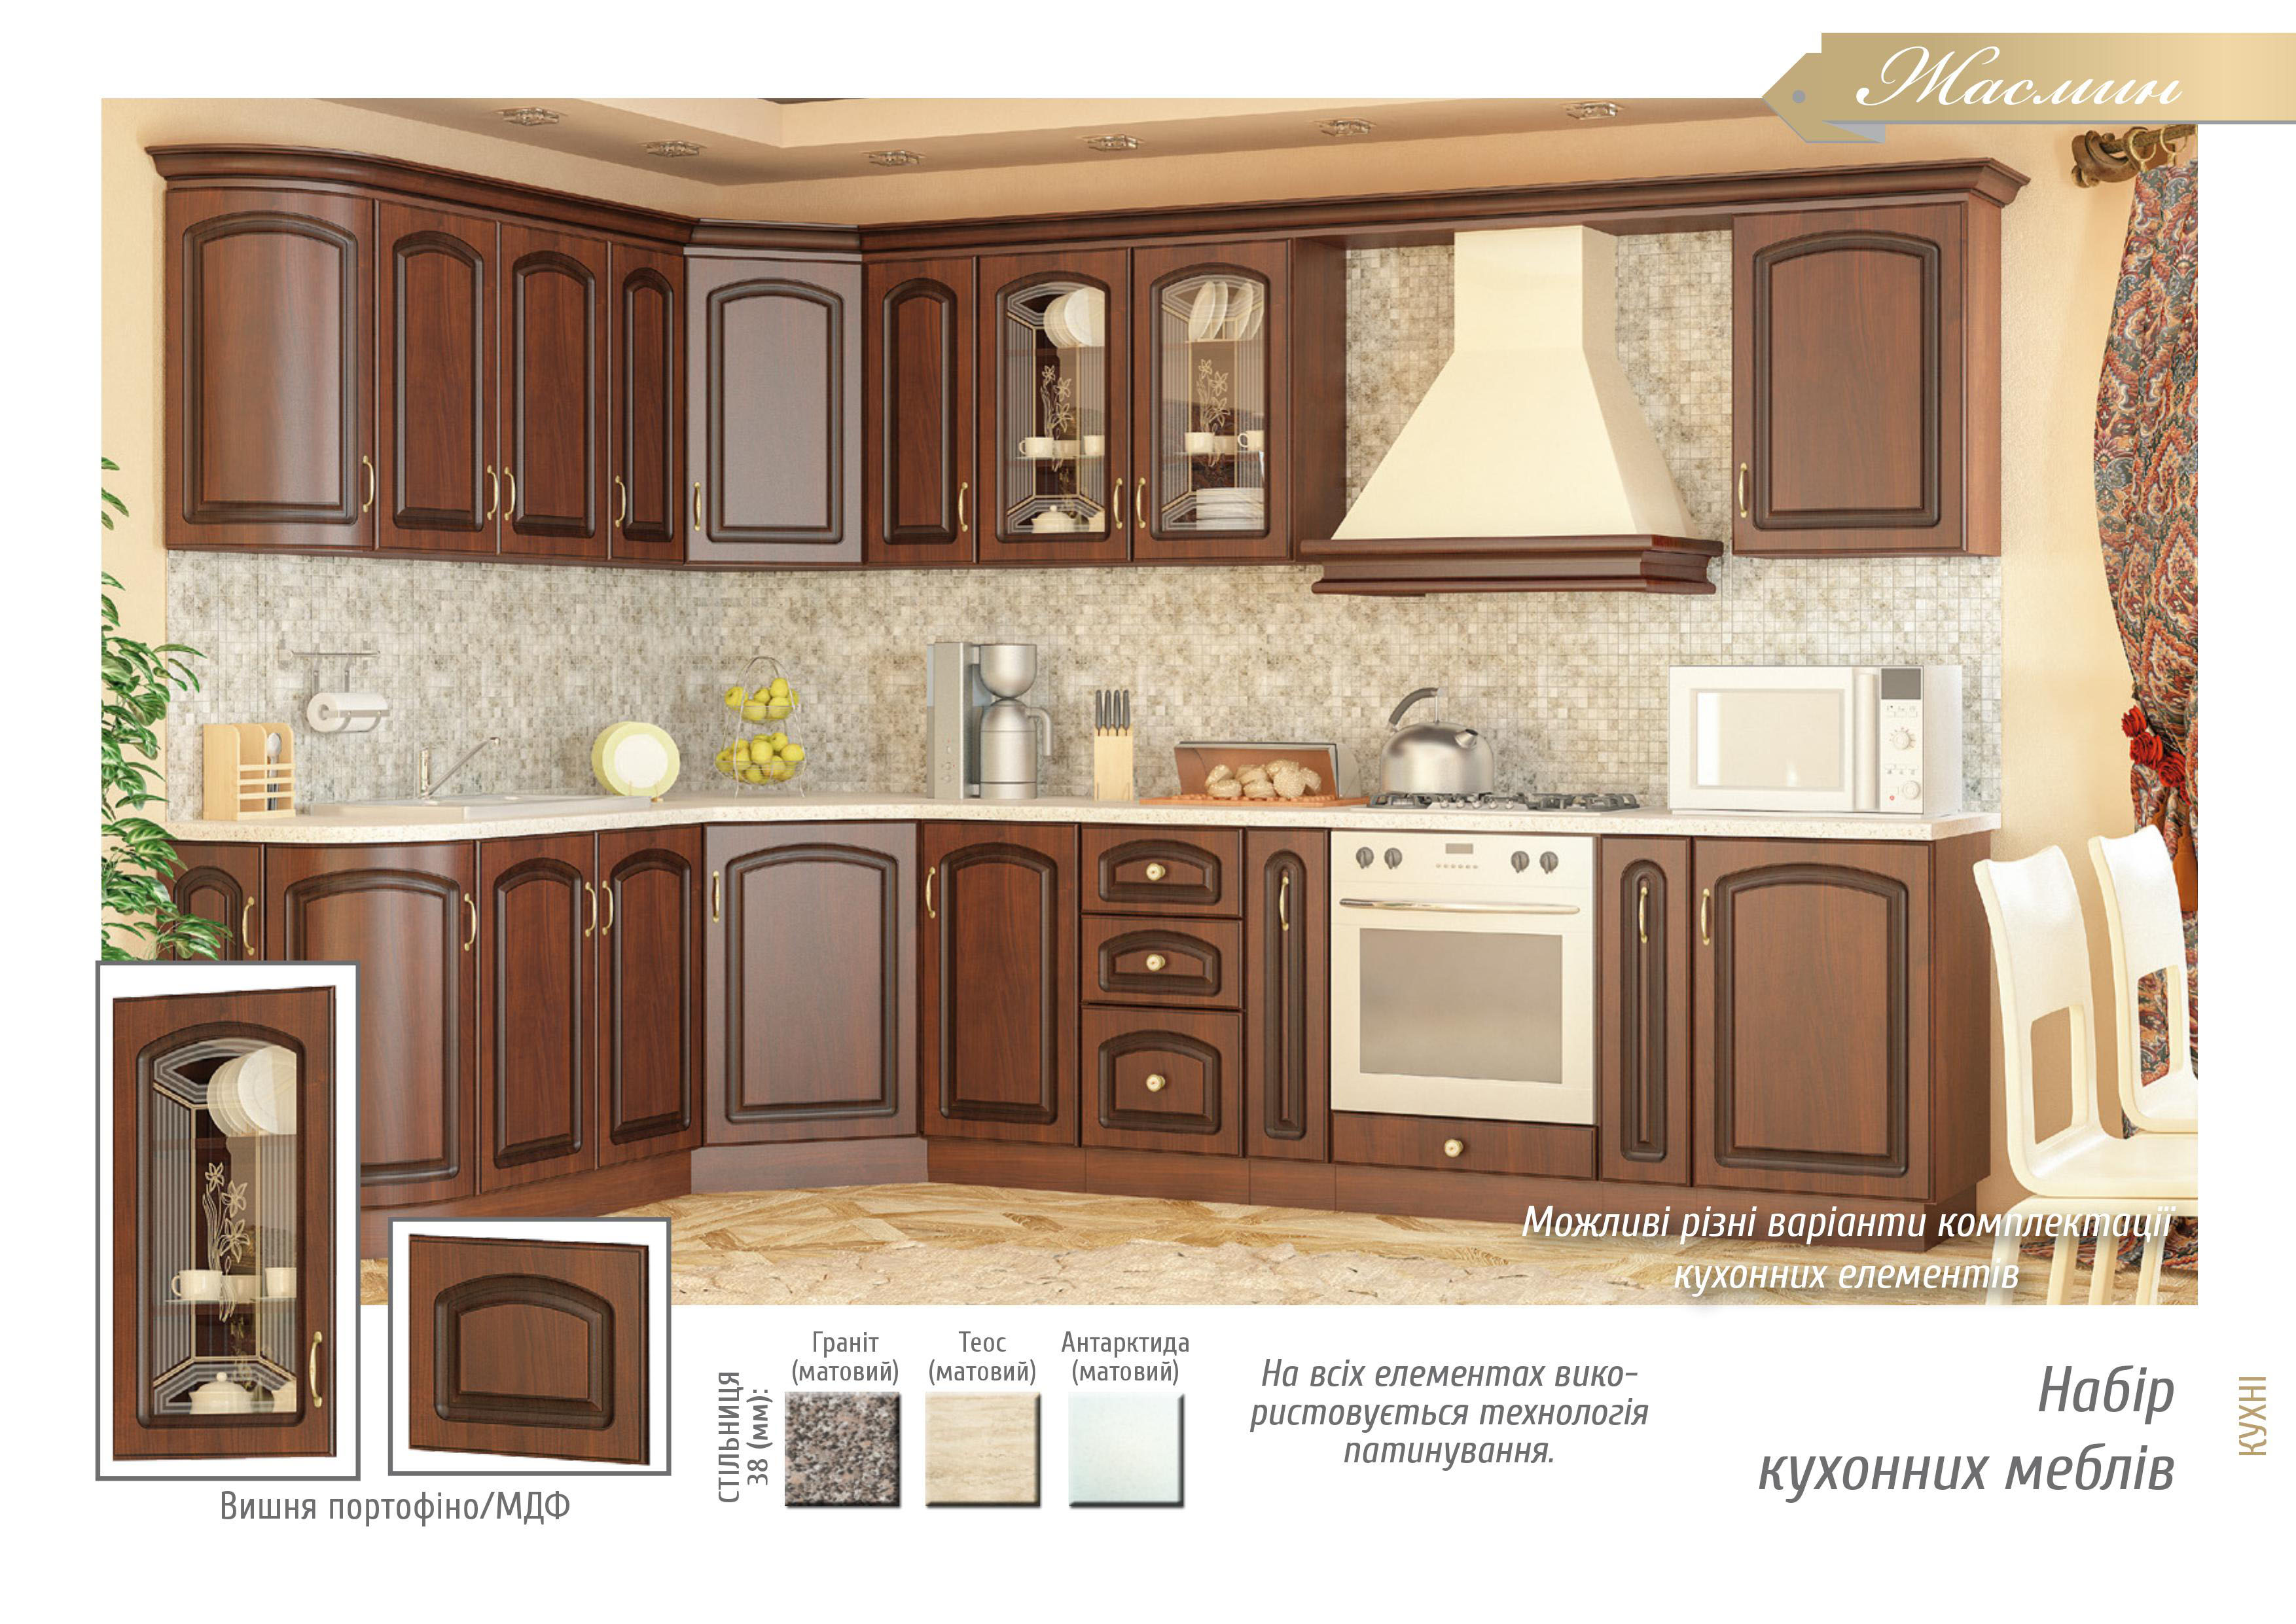 Жасмин
Можливі різні варіанти комплектації
кухонних елементів
Граніт
(матовий)
Теос
(матовий)
Антарктида
(матовий)
СТІЛЬНИЦЯ
38 (мм):
На всіх елементах вико-
ристовується технологія
патинування.
Набір
кухонних меблів
КУХНІ
Вишня портофіно/МДФ